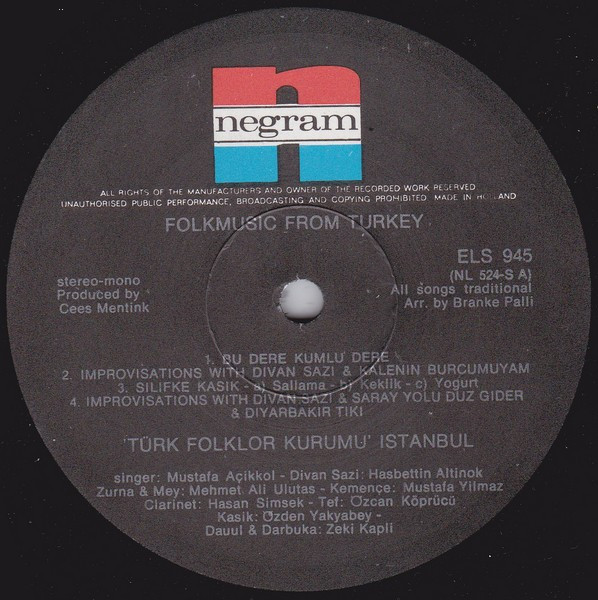 negram
ALL RIGHTS OF THE MANUFACTURERS AND OWNER OF THE RECORDED WORK RESERVED
UNAUTHORISED PUBLIC PERFORMANCE, BROADCASTING AND COPYING PROHIBITED MADE IN HOLLAND
FOLKMUSIC FROM TURKEY
ELS 945
(NL 524-S A)
stereo-mono
Produced by
Cees Mentink
All songs traditional
Arr. by Branke Palli
1. BU DERE KUMLU DERE
2. IMPROVISATIONS WITH DIVAN SAZI & KALENIN BURCUMUYAM
3. SILIFKE KASIK - a) Sallama - b) Keklik - c) Yogurt
4. IMPROVISATIONS WITH DIVAN SAZI & SARAY YOLU DUZ GIDER
& DIYARBAKIR TIKI
'TÜRK FOLKLOR KURUMU' ISTANBUL
singer: Mustafa Açikkol - Divan Sazi: Hasbettin Altinok
Zurna & Mey: Mehmet Ali Ulutas - Kemençe: Mustafa Yilmaz
Clarinet: Hasan Simsek - Tef: Özcan Köprücü
Kasik: Özden Yakyabey -
Dauul & Darbuka: Zeki Kapli